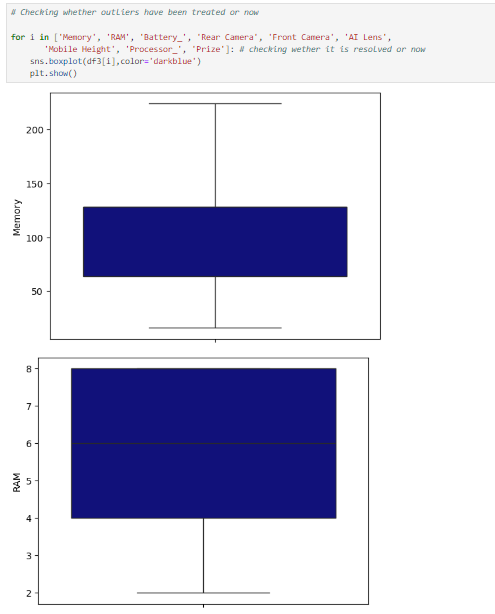 # Checking whether outliers have been treated or now
for i in ['Memory', 'RAM', 'Battery_', 'Rear Camera', 'Front Camera', 'AI Lens',
'Mobile Height', 'Processor_', 'Prize']: # checking wether it is resolved or now
sns.boxplot(df3[i],color='darkblue')
plt.show()
200
150
Memory
100
50
8
7
6
RAM
5
4
3
2